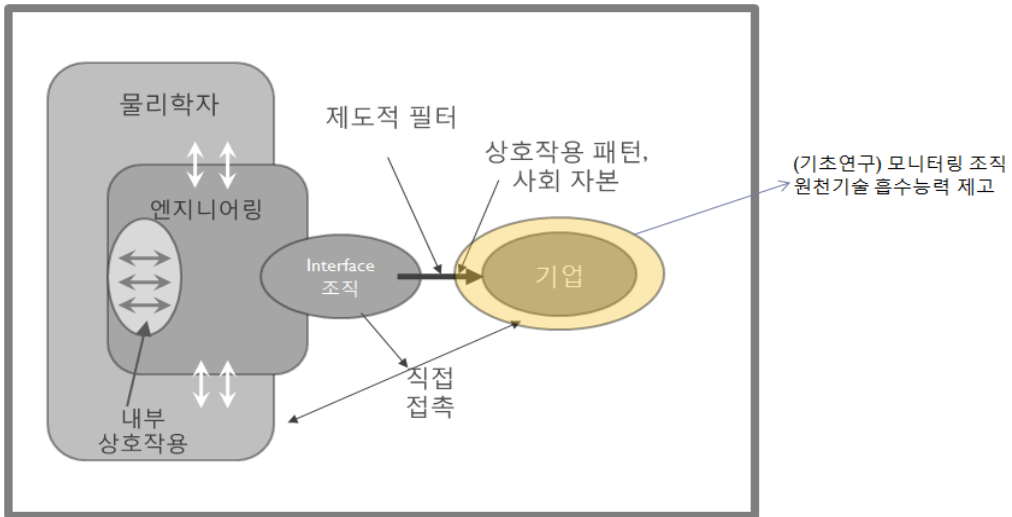 물리학자
제도적 필터
상호작용 패턴,
사회 자본
(기초연구) 모니터링 조직
원천기술 흡수능력 제고
엔지니어링
Interface
조직
기업
직접
접촉
내부
상호작용